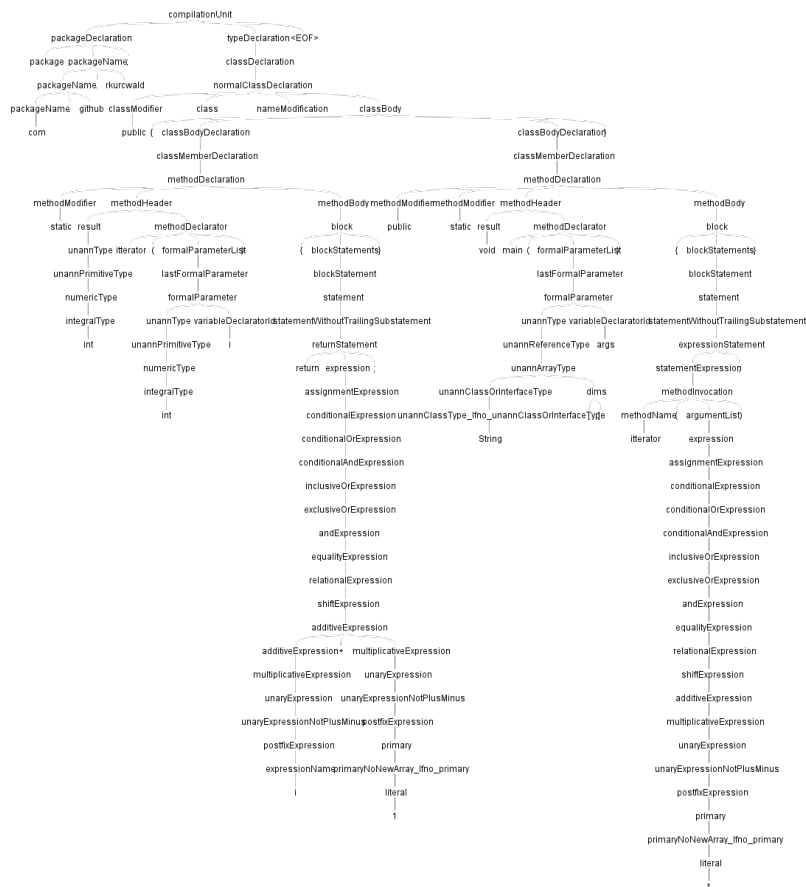 compilationUnit
packageDeclaration typeDeclaration <EOF>
package packageName ; classDeclaration
packageName . rkurcwald normalClassDeclaration
packageName . github classModifier class nameModification classBody
com public { classBodyDeclaration classBodyDeclaration }
classMemberDeclaration classMemberDeclaration
methodDeclaration methodDeclaration
methodModifier methodHeader methodBody methodModifier methodModifier methodHeader methodBody
static result methodDeclarator block public static result methodDeclarator block
unannType itterator ( formalParameterList ) { blockStatements } void main ( formalParameterList ) { blockStatements }
unannPrimitiveType lastFormalParameter blockStatement lastFormalParameter blockStatement
numericType formalParameter statement formalParameter statement
integralType unannType variableDeclaratorId statementWithoutTrailingSubstatement unannType variableDeclaratorId statementWithoutTrailingSubstatement
int unannPrimitiveType i returnStatement unannReferenceType args expressionStatement
numericType return expression ; unannArrayType statementExpression ;
integralType assignmentExpression unannClassOrInterfaceType dims methodInvocation
int conditionalExpression unannClassType_lfno_unannClassOrInterfaceType [ ] methodName ( argumentList )
conditionalOrExpression String itterator expression
conditionalAndExpression assignmentExpression
inclusiveOrExpression conditionalExpression
exclusiveOrExpression conditionalOrExpression
andExpression conditionalAndExpression
equalityExpression inclusiveOrExpression
relationalExpression exclusiveOrExpression
shiftExpression andExpression
additiveExpression equalityExpression
additiveExpression + multiplicativeExpression relationalExpression
multiplicativeExpression unaryExpression shiftExpression
unaryExpression unaryExpressionNotPlusMinus additiveExpression
unaryExpressionNotPlusMinus postfixExpression multiplicativeExpression
postfixExpression primary unaryExpression
expressionName primaryNoNewArray_lfno_primary unaryExpressionNotPlusMinus
i literal postfixExpression
1 primary
primaryNoNewArray_lfno_primary
literal